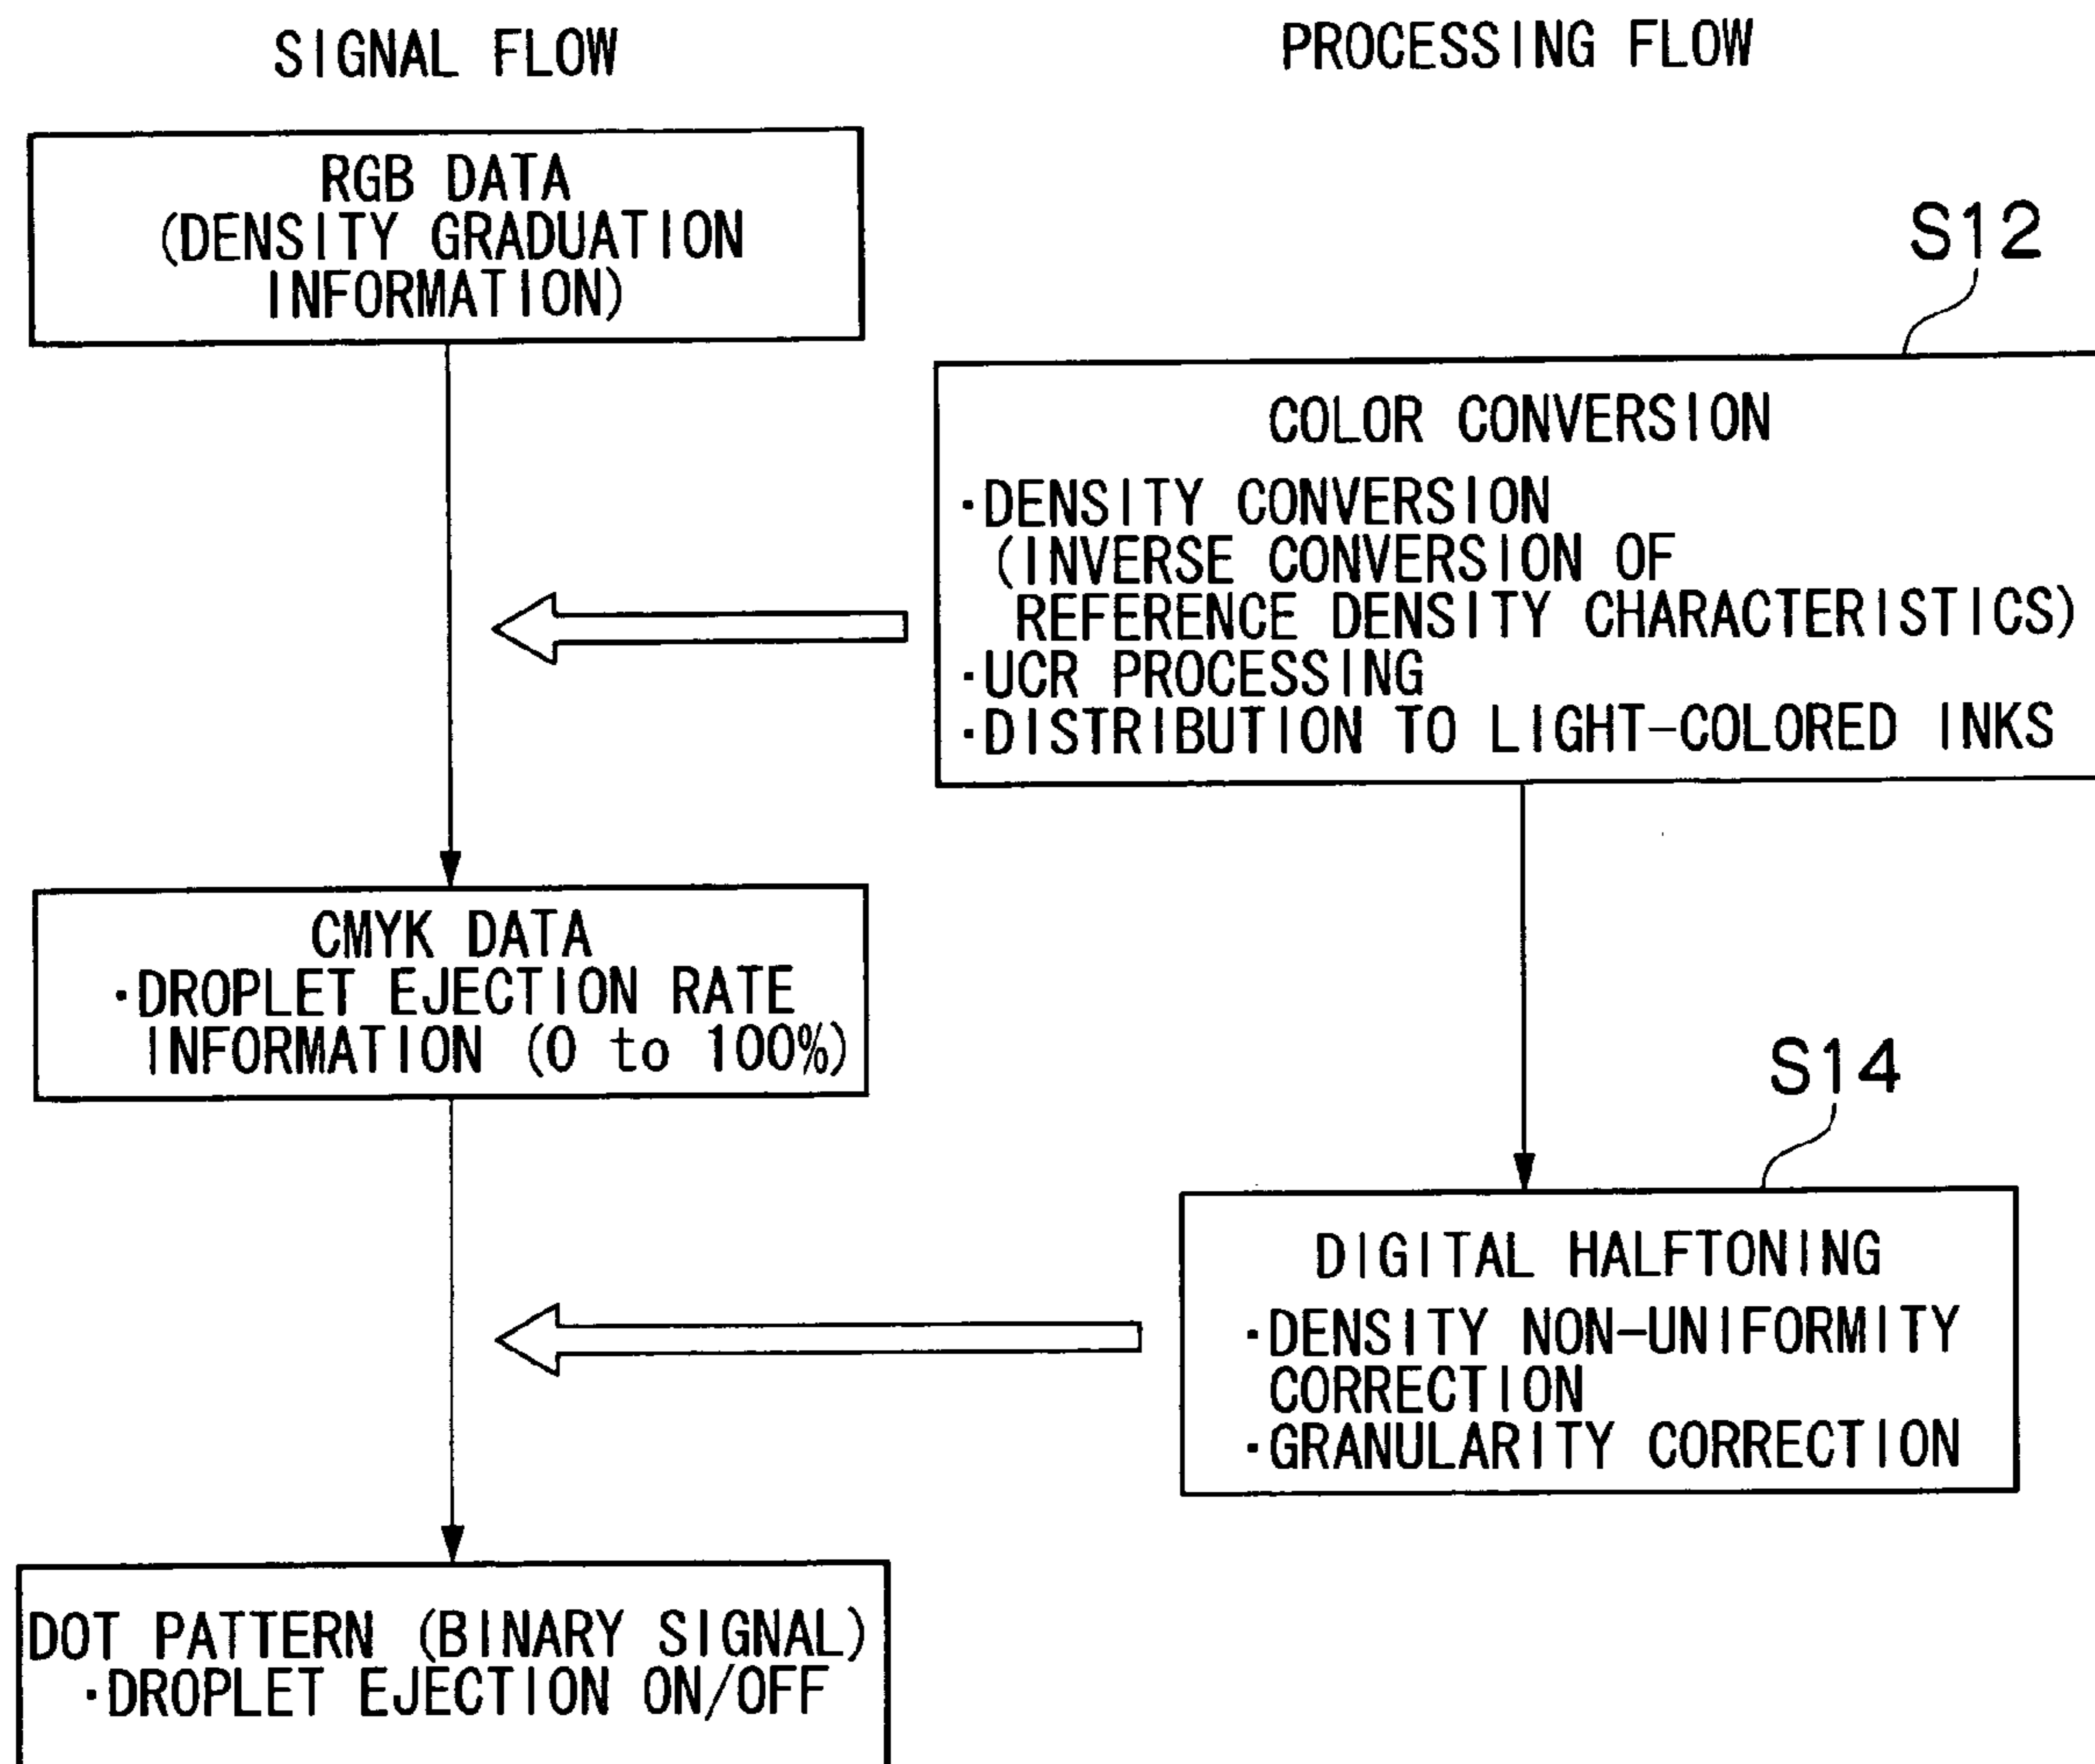 SIGNAL FLOW
PROCESSING FLOW
RGB DATA
(DENSITY GRADUATION
INFORMATION)
S12
COLOR CONVERSION
·DENSITY CONVERSION
(INVERSE CONVERSION OF
REFERENCE DENSITY CHARACTERISTICS)
·UCR PROCESSING
·DISTRIBUTION TO LIGHT-COLORED INKS
CMYK DATA
·DROPLET EJECTION RATE
INFORMATION (0 to 100%)
S14
DIGITAL HALFTONING
·DENSITY NON-UNIFORMITY
CORRECTION
·GRANULARITY CORRECTION
DOT PATTERN (BINARY SIGNAL)
·DROPLET EJECTION ON/OFF